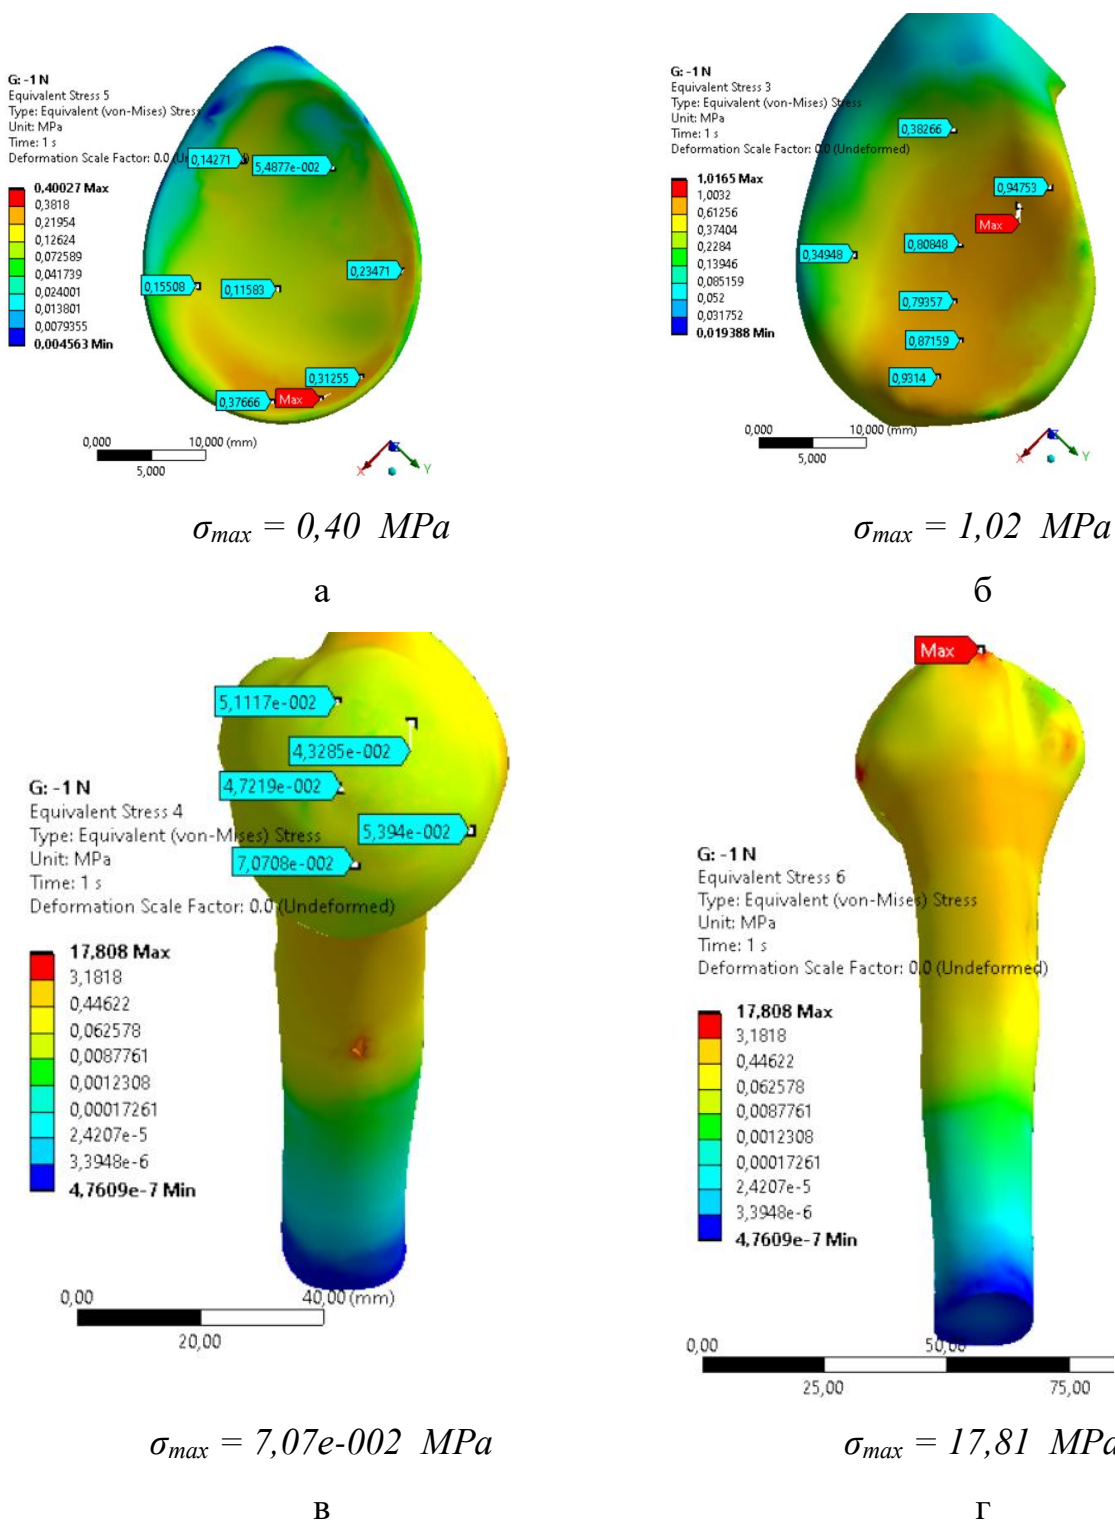 G: -1 N
Equivalent Stress 5
Type: Equivalent (von-Mises) Stress
Unit: MPa
Time: 1 s
Deformation Scale Factor: 0.0
0,40027 Max
0,3818
0,21954
0,12624
0,072589
0,041739
0,024001
0,013801
0,0079355
0,004563 Min
0,14271
5,4877e-002
0,23471
0,15508
0,11583
0,31255
0,37666
Max
0,000
10,000 (mm)
5,000
X
Y
σmax = 0,40 MPa
а
G: -1 N
Equivalent Stress 3
Type: Equivalent (von-Mises) Stress
Unit: MPa
Time: 1 s
Deformation Scale Factor: 0.0 (Undeformed)
1,0165 Max
1,0032
0,61256
0,37404
0,2284
0,13946
0,085159
0,052
0,031752
0,019388 Min
0,38266
0,94753
Max
0,80848
0,34948
0,79357
0,87159
0,9314
0,000
10,000 (mm)
5,000
X
Y
σmax = 1,02 MPa
б
5,1117e-002
4,3285e-002
4,7219e-002
5,394e-002
7,0708e-002
G: -1 N
Equivalent Stress 4
Type: Equivalent (von-Mises) Stress
Unit: MPa
Time: 1 s
Deformation Scale Factor: 0.0 (Undeformed)
17,808 Max
3,1818
0,44622
0,062578
0,0087761
0,0012308
0,00017261
2,4207e-5
3,3948e-6
4,7609e-7 Min
0,00
40,00 (mm)
20,00
σmax = 7,07e-002 MPa
в
Max
G: -1 N
Equivalent Stress 6
Type: Equivalent (von-Mises) Stress
Unit: MPa
Time: 1 s
Deformation Scale Factor: 0.0 (Undeformed)
17,808 Max
3,1818
0,44622
0,062578
0,0087761
0,0012308
0,00017261
2,4207e-5
3,3948e-6
4,7609e-7 Min
0,00
50,00
25,00
75,00
σmax = 17,81
г